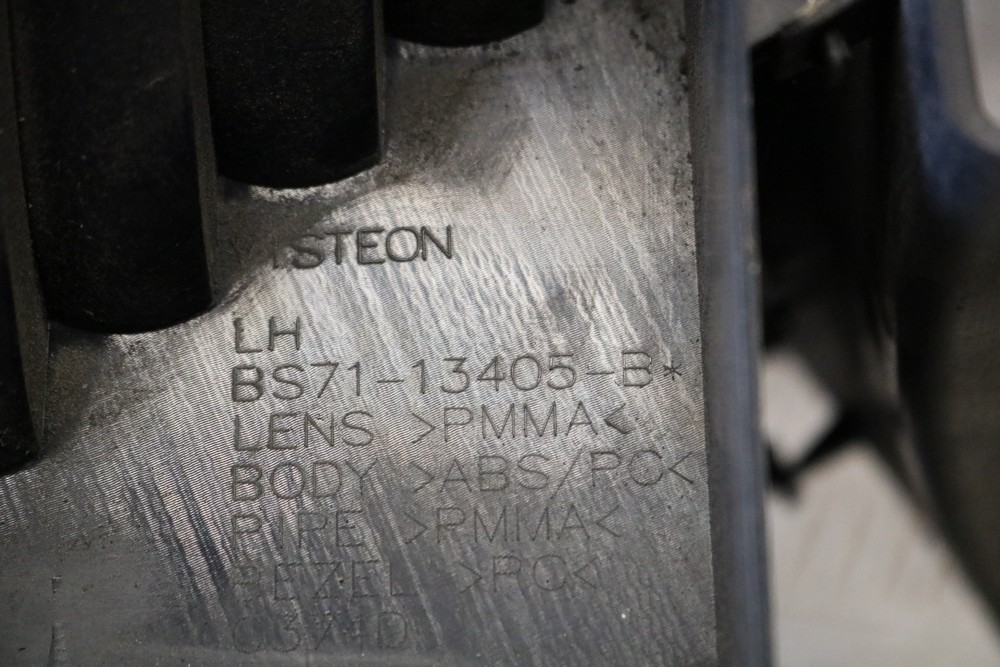 VISTEON
LH
BS71-13405-B*
LENS >PMMA<
BODY >ABS/PC<
PIPE >PMMA<
BEZEL >PC<